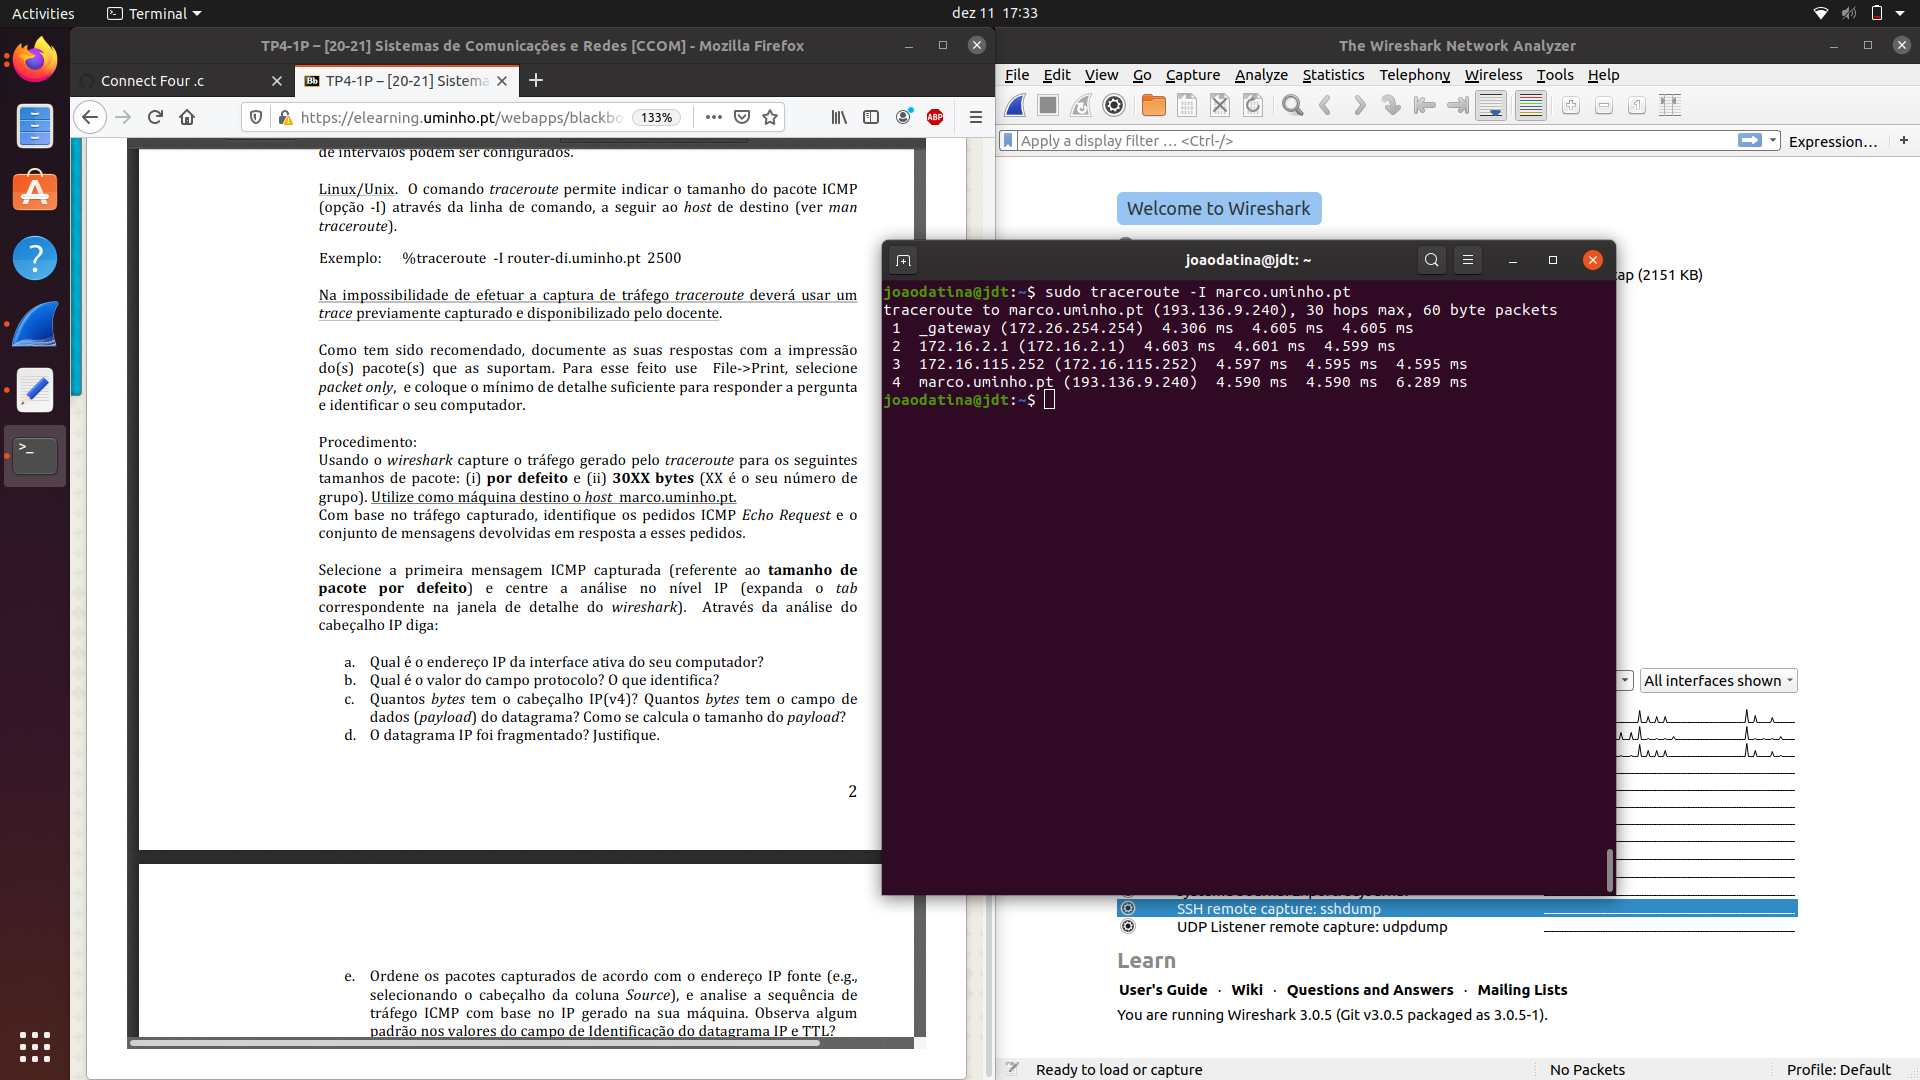 Activities
Terminal
dez 11 17:33
TP4-1P – [20-21] Sistemas de Comunicações e Redes [CCOM] - Mozilla Firefox
Connect Four .c
TP4-1P – [20-21] Sistema
https://elearning.uminho.pt/webapps/blackbo
133%
ABP
de intervalos podem ser configurados.
Linux/Unix. O comando traceroute permite indicar o tamanho do pacote ICMP
(opção -I) através da linha de comando, a seguir ao host de destino (ver man
traceroute).
Exemplo: %traceroute -I router-di.uminho.pt 2500
Na impossibilidade de efetuar a captura de tráfego traceroute deverá usar um
trace previamente capturado e disponibilizado pelo docente.
Como tem sido recomendado, documente as suas respostas com a impressão
do(s) pacote(s) que as suportam. Para esse feito use File->Print, selecione
packet only, e coloque o mínimo de detalhe suficiente para responder a pergunta
e identificar o seu computador.
Procedimento:
Usando o wireshark capture o tráfego gerado pelo traceroute para os seguintes
tamanhos de pacote: (i) por defeito e (ii) 30XX bytes (XX é o seu número de
grupo). Utilize como máquina destino o host marco.uminho.pt.
Com base no tráfego capturado, identifique os pedidos ICMP Echo Request e o
conjunto de mensagens devolvidas em resposta a esses pedidos.
Selecione a primeira mensagem ICMP capturada (referente ao tamanho de
pacote por defeito) e centre a análise no nível IP (expanda o tab
correspondente na janela de detalhe do wireshark). Através da análise do
cabeçalho IP diga:
a. Qual é o endereço IP da interface ativa do seu computador?
b. Qual é o valor do campo protocolo? O que identifica?
c. Quantos bytes tem o cabeçalho IP(v4)? Quantos bytes tem o campo de
dados (payload) do datagrama? Como se calcula o tamanho do payload?
d. O datagrama IP foi fragmentado? Justifique.
2
e. Ordene os pacotes capturados de acordo com o endereço IP fonte (e.g.,
selecionando o cabeçalho da coluna Source), e analise a sequência de
tráfego ICMP com base no IP gerado na sua máquina. Observa algum
padrão nos valores do campo de Identificação do datagrama IP e TTL?
The Wireshark Network Analyzer
File Edit View Go Capture Analyze Statistics Telephony Wireless Tools Help
Apply a display filter … <Ctrl-/>
Expression…
+
Welcome to Wireshark
ap (2151 KB)
joaodatina@jdt: ~
joaodatina@jdt:~$ sudo traceroute -I marco.uminho.pt
traceroute to marco.uminho.pt (193.136.9.240), 30 hops max, 60 byte packets
1 _gateway (172.26.254.254) 4.306 ms 4.605 ms 4.605 ms
2 172.16.2.1 (172.16.2.1) 4.603 ms 4.601 ms 4.599 ms
3 172.16.115.252 (172.16.115.252) 4.597 ms 4.595 ms 4.595 ms
4 marco.uminho.pt (193.136.9.240) 4.590 ms 4.590 ms 6.289 ms
joaodatina@jdt:~$
All interfaces shown
SSH remote capture: sshdump
UDP Listener remote capture: udpdump
Learn
User's Guide · Wiki · Questions and Answers · Mailing Lists
You are running Wireshark 3.0.5 (Git v3.0.5 packaged as 3.0.5-1).
Ready to load or capture
No Packets
Profile: Default